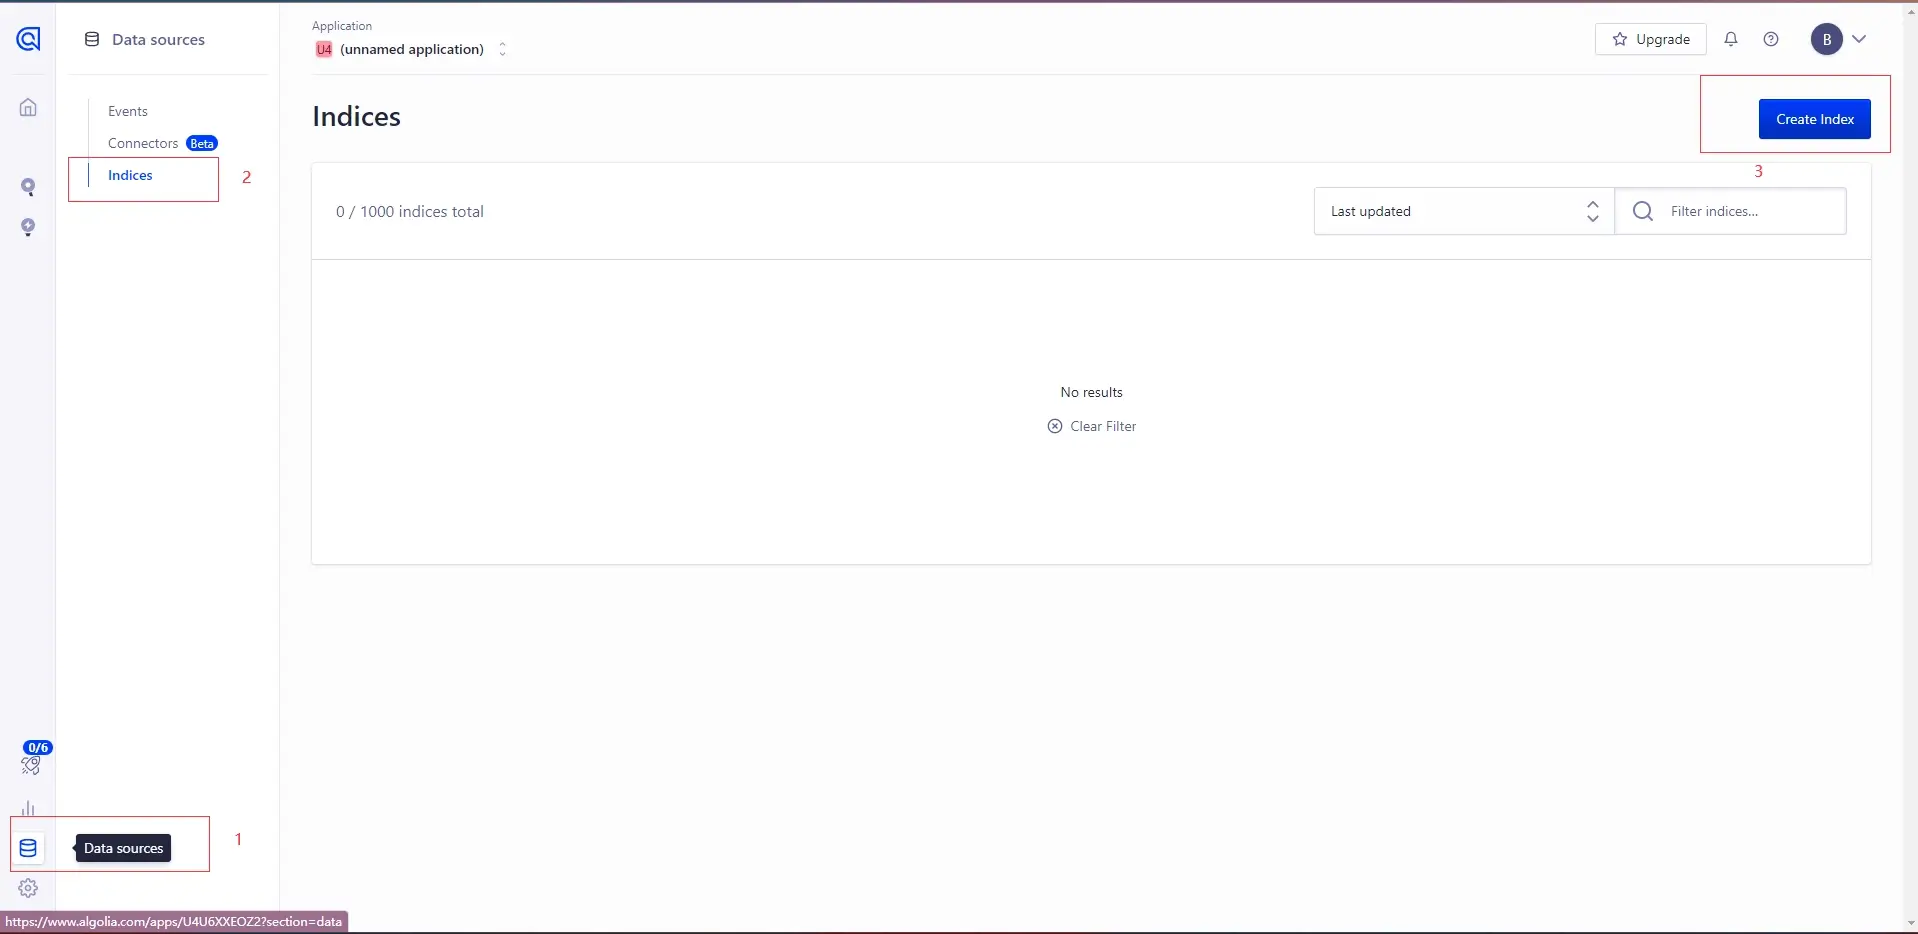 Data sources
Application
U4 (unnamed application)
Upgrade
B
Events
Connectors Beta
Indices
2
Indices
Create Index
3
0 / 1000 indices total
Last updated
Filter indices...
No results
Clear Filter
0/6
1
Data sources
https://www.algolia.com/apps/U4U6XXEOZ2?section=data